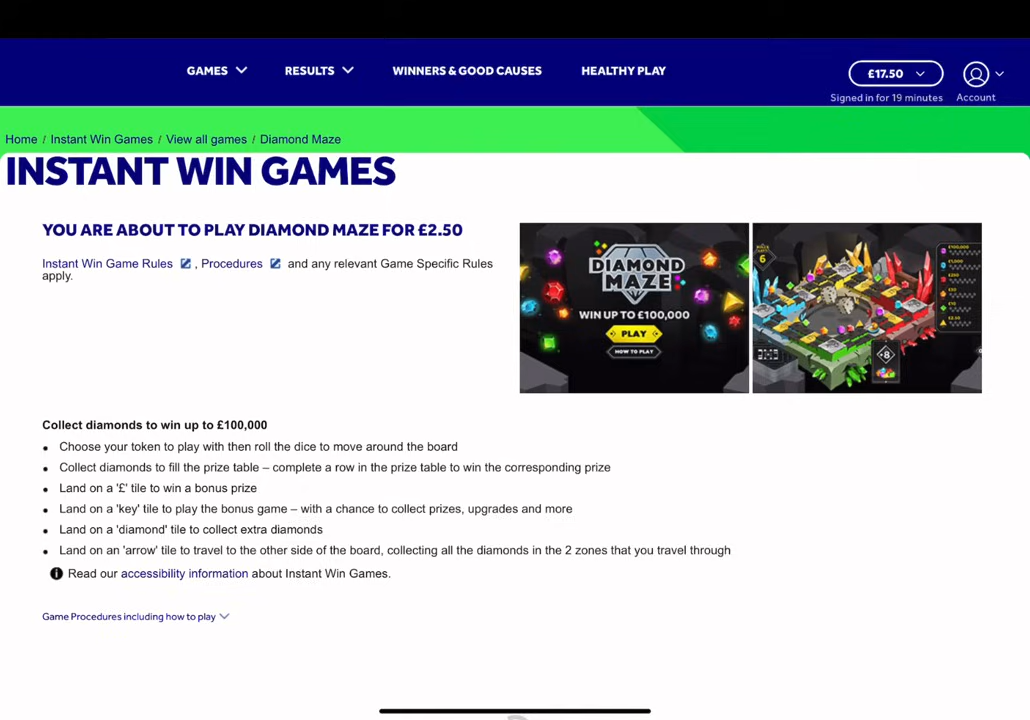 GAMES RESULTS WINNERS & GOOD CAUSES HEALTHY PLAY £17.50
Signed in for 19 minutes Account
Home / Instant Win Games / View all games / Diamond Maze
INSTANT WIN GAMES
YOU ARE ABOUT TO PLAY DIAMOND MAZE FOR £2.50
Instant Win Game Rules , Procedures and any relevant Game Specific Rules
apply.
DIAMOND
MAZE
WIN UP TO £100,000
PLAY
HOW TO PLAY
6
£100,000
+8
Collect diamonds to win up to £100,000
• Choose your token to play with then roll the dice to move around the board
• Collect diamonds to fill the prize table – complete a row in the prize table to win the corresponding prize
• Land on a '£' tile to win a bonus prize
• Land on a 'key' tile to play the bonus game – with a chance to collect prizes, upgrades and more
• Land on a 'diamond' tile to collect extra diamonds
• Land on an 'arrow' tile to travel to the other side of the board, collecting all the diamonds in the 2 zones that you travel through
Read our accessibility information about Instant Win Games.
Game Procedures including how to play